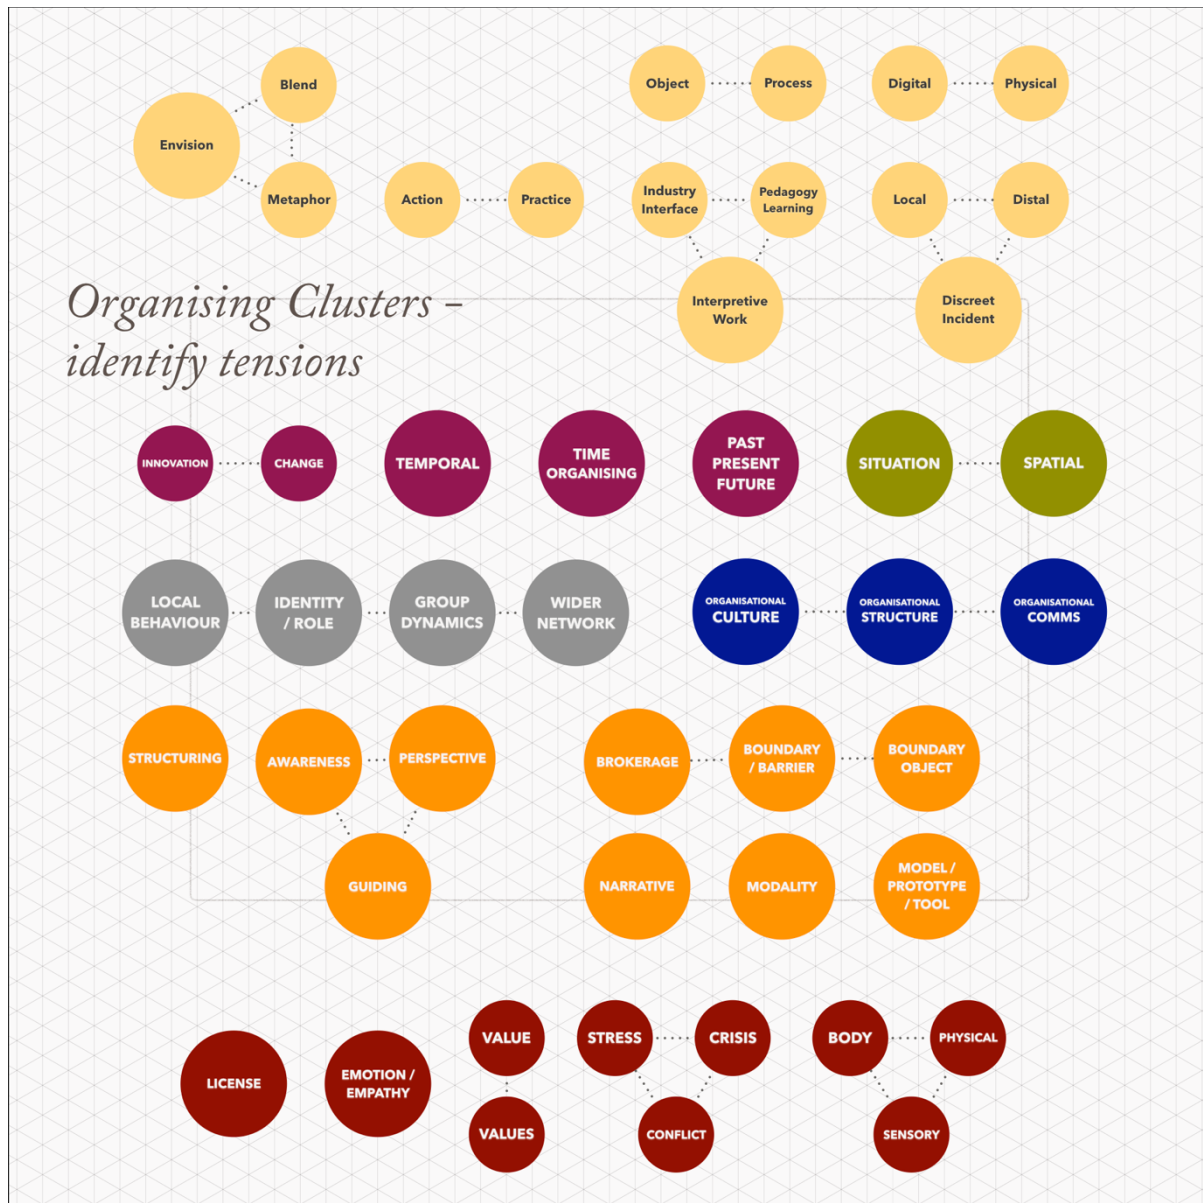 Blend
Envision
Metaphor
Action
Practice
Object
Process
Digital
Physical
Industry
Interface
Pedagogy
Learning
Local
Distal
Interpretive
Work
Discreet
Incident
Organising Clusters –
identify tensions
INNOVATION
CHANGE
TEMPORAL
TIME
ORGANISING
PAST
PRESENT
FUTURE
SITUATION
SPATIAL
LOCAL
BEHAVIOUR
IDENTITY
/ ROLE
GROUP
DYNAMICS
WIDER
NETWORK
ORGANISATIONAL
CULTURE
ORGANISATIONAL
STRUCTURE
ORGANISATIONAL
COMMS
STRUCTURING
AWARENESS
PERSPECTIVE
GUIDING
BROKERAGE
BOUNDARY
/ BARRIER
BOUNDARY
OBJECT
NARRATIVE
MODALITY
MODEL /
PROTOTYPE
/ TOOL
LICENSE
EMOTION /
EMPATHY
VALUE
VALUES
STRESS
CRISIS
CONFLICT
BODY
PHYSICAL
SENSORY